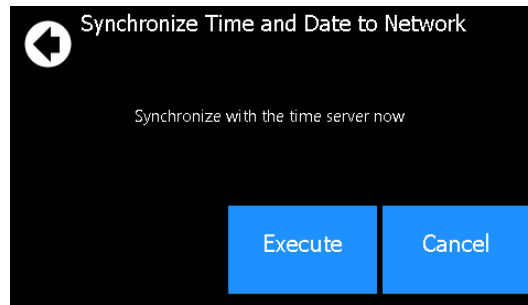 Synchronize Time and Date to Network
Synchronize with the time server now
Execute
Cancel